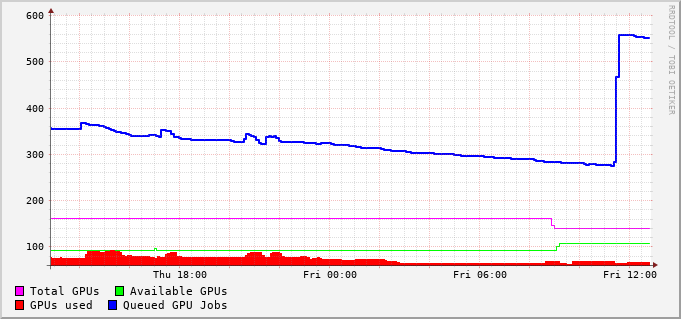 600
500
400
300
200
100
Thu 18:00 Fri 00:00 Fri 06:00 Fri 12:00
Total GPUs Available GPUs
GPUs used Queued GPU Jobs
RRDTOOL / TOBI OETIKER